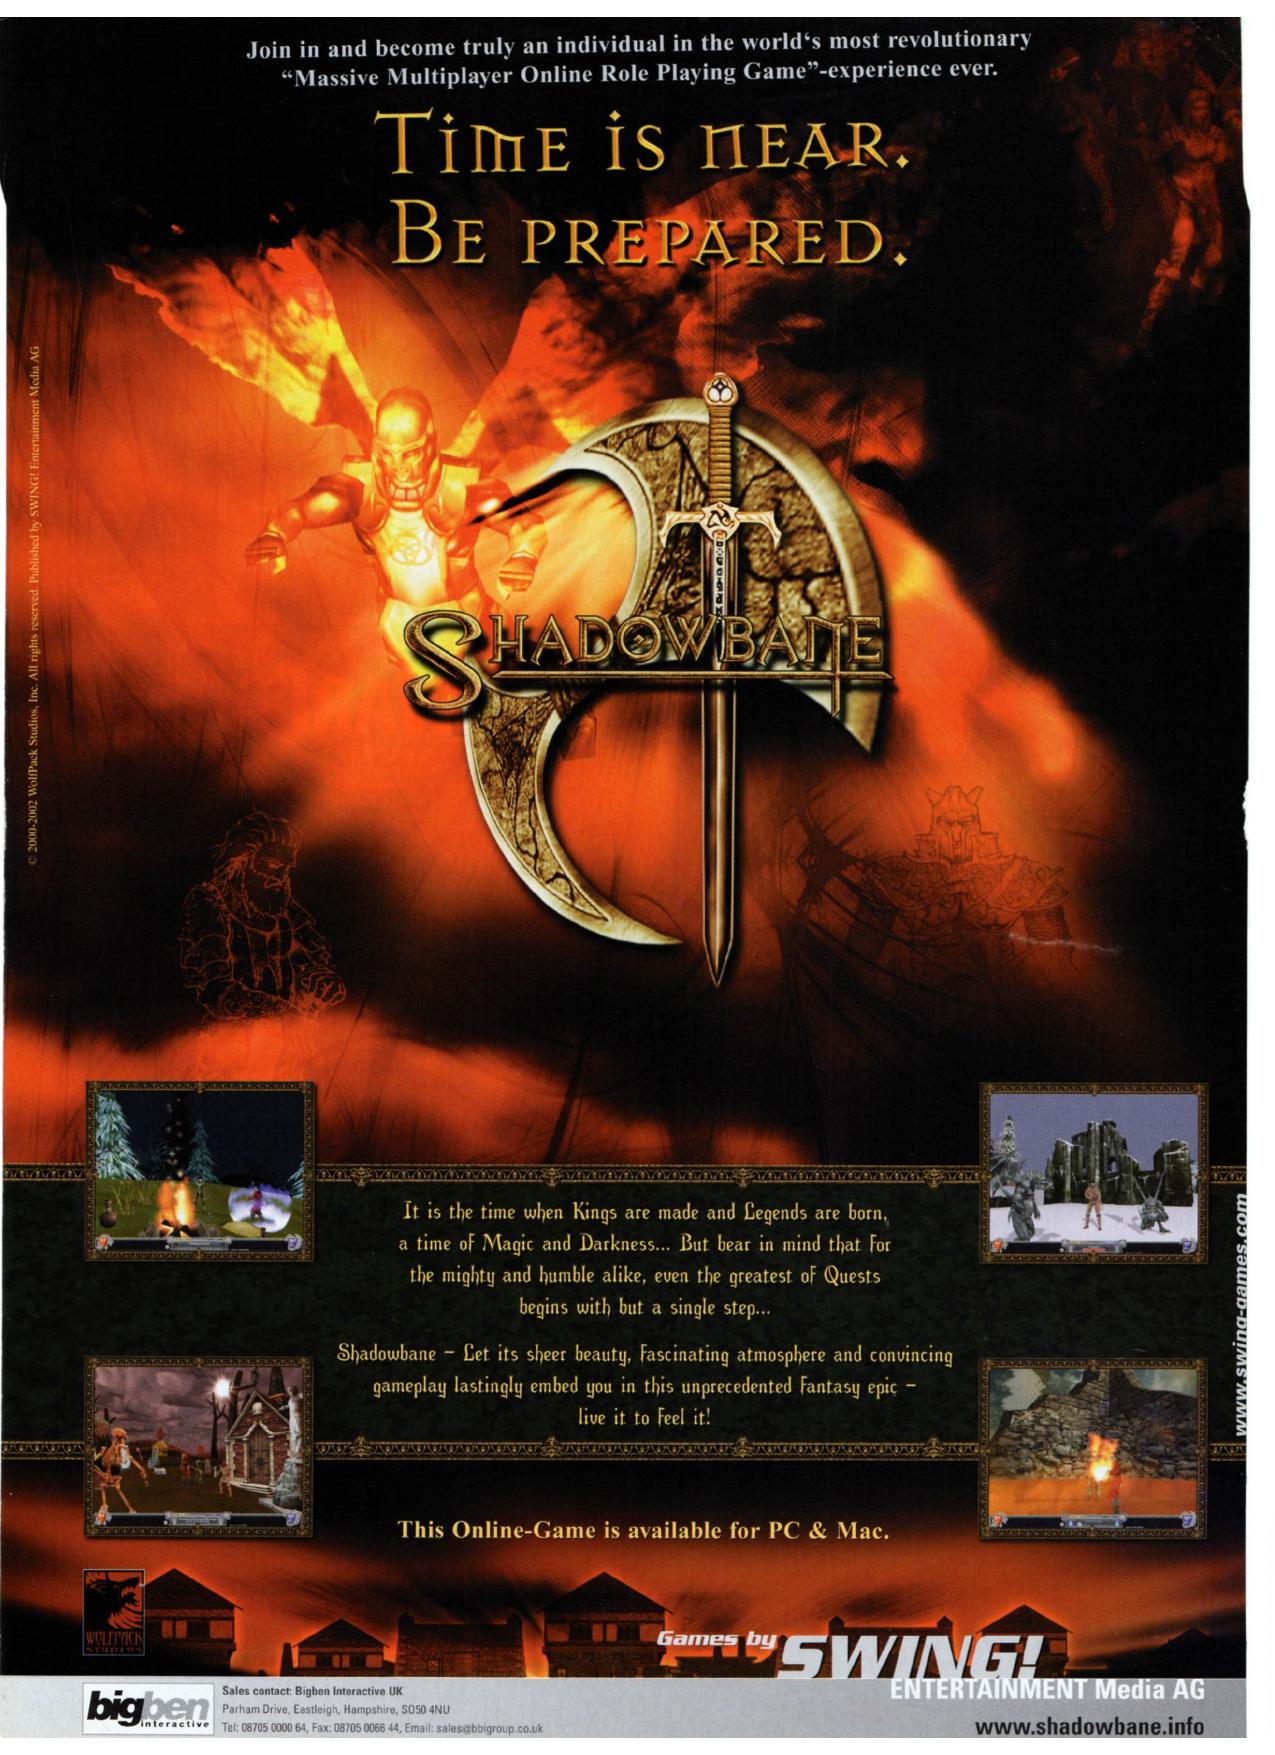 Join in and become truly an individual in the world‘s most revolutionary
“Massive Multiplayer Online Role Playing Game”-experience ever.
Time is near.
Be prepared.
© 2000-2002 WolfPack Studios, Inc. All rights reserved. Published by SWING! Entertainment Media AG
Shadowbane
It is the time when Kings are made and Legends are born,
a time of Magic and Darkness... But bear in mind that for
the mighty and humble alike, even the greatest of Quests
begins with but a single step...
Shadowbane – Let its sheer beauty, fascinating atmosphere and convincing
gameplay lastingly embed you in this unprecedented fantasy epic –
live it to feel it!
www.swing-games.com
This Online-Game is available for PC & Mac.
WOLFPACK
STUDIOS
Games by SWING!
ENTERTAINMENT Media AG
bigben
interactive
Sales contact: Bigben Interactive UK
Parham Drive, Eastleigh, Hampshire, SO50 4NU
Tel: 08705 0000 64, Fax: 08705 0066 44, Email: sales@bbigroup.co.uk
www.shadowbane.info